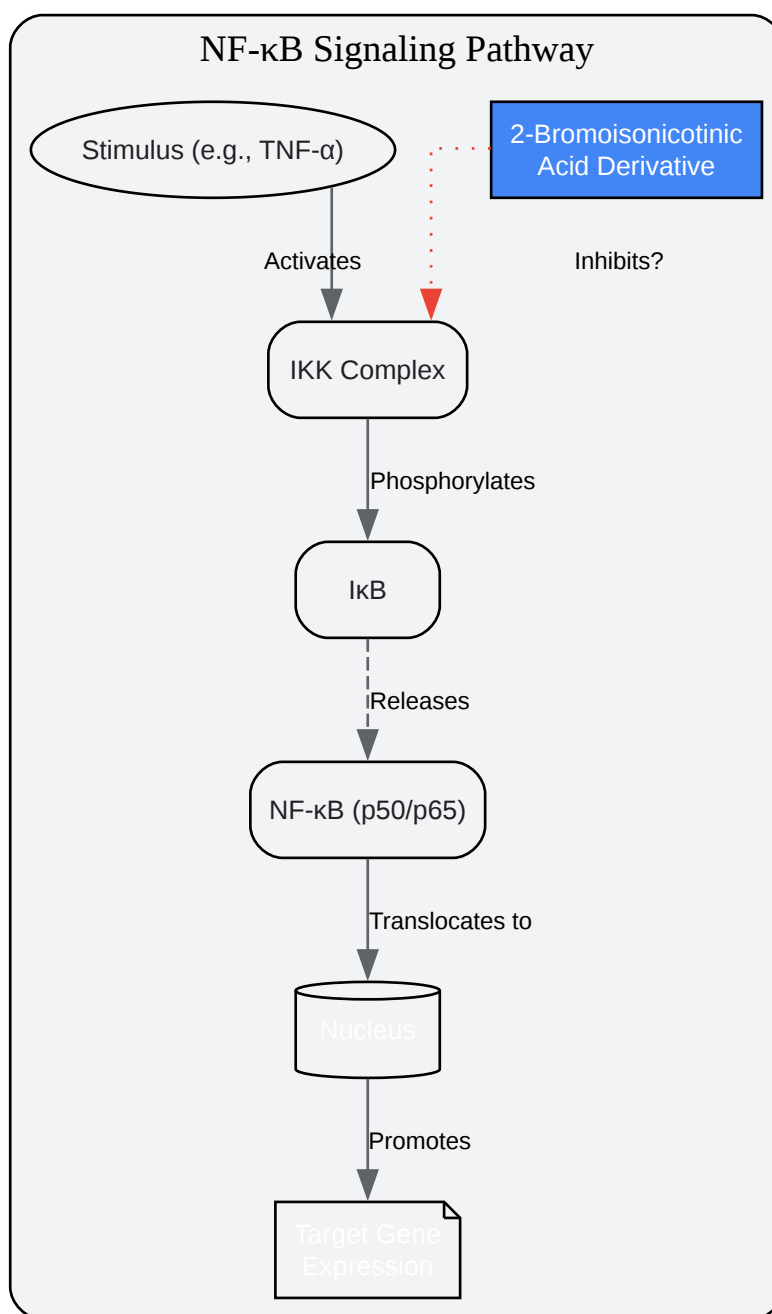 NF-κB Signaling Pathway
Stimulus (e.g., TNF-α)
2-Bromoisonicotinic
Acid Derivative
Activates
Inhibits?
IKK Complex
Phosphorylates
IκB
Releases
NF-κB (p50/p65)
Translocates to
Nucleus
Promotes
Target Gene
Expression